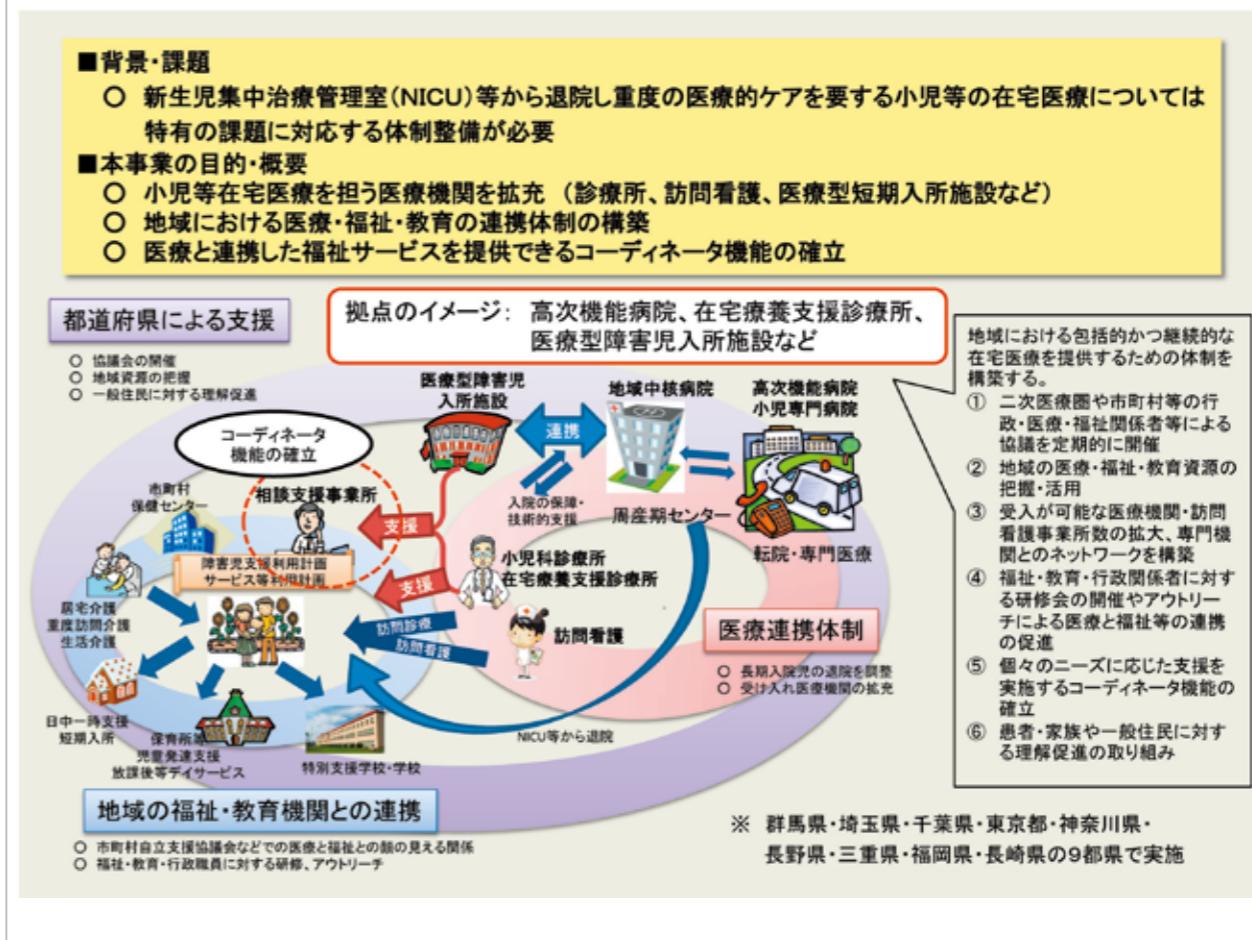 ■背景・課題
○ 新生児集中治療管理室(NICU)等から退院し重度の医療的ケアを要する小児等の在宅医療については
特有の課題に対応する体制整備が必要
■本事業の目的・概要
○ 小児等在宅医療を担う医療機関を拡充 (診療所、訪問看護、医療型短期入所施設など)
○ 地域における医療・福祉・教育の連携体制の構築
○ 医療と連携した福祉サービスを提供できるコーディネータ機能の確立
都道府県による支援
○ 協議会の開催
○ 地域資源の把握
○ 一般住民に対する理解促進
拠点のイメージ: 高次機能病院、在宅療養支援診療所、
医療型障害児入所施設など
医療型障害児
入所施設
地域中核病院
高次機能病院
小児専門病院
連携
コーディネータ
機能の確立
市町村
保健センター
相談支援事業所
支援
入院の保障・
技術的支援
周産期センター
転院・専門医療
障害児支援利用計画
サービス等利用計画
支援
小児科診療所
在宅療養支援診療所
居宅介護
重度訪問介護
生活介護
訪問診療
訪問看護
訪問看護
医療連携体制
○ 長期入院児の退院を調整
○ 受け入れ医療機関の拡充
日中一時支援
短期入所
保育所等
児童発達支援
放課後等デイサービス
特別支援学校・学校
NICU等から退院
地域の福祉・教育機関との連携
○ 市町村自立支援協議会などでの医療と福祉との顔の見える関係
○ 福祉・教育・行政職員に対する研修、アウトリーチ
地域における包括的かつ継続的な
在宅医療を提供するための体制を
構築する。
① 二次医療圏や市町村等の行
政・医療・福祉関係者等による
協議を定期的に開催
② 地域の医療・福祉・教育資源の
把握・活用
③ 受入が可能な医療機関・訪問
看護事業所数の拡大、専門機
関とのネットワークを構築
④ 福祉・教育・行政関係者に対す
る研修会の開催やアウトリー
チによる医療と福祉等の連携
の促進
⑤ 個々のニーズに応じた支援を
実施するコーディネータ機能の
確立
⑥ 患者・家族や一般住民に対す
る理解促進の取り組み
※ 群馬県・埼玉県・千葉県・東京都・神奈川県・
長野県・三重県・福岡県・長崎県の9都県で実施